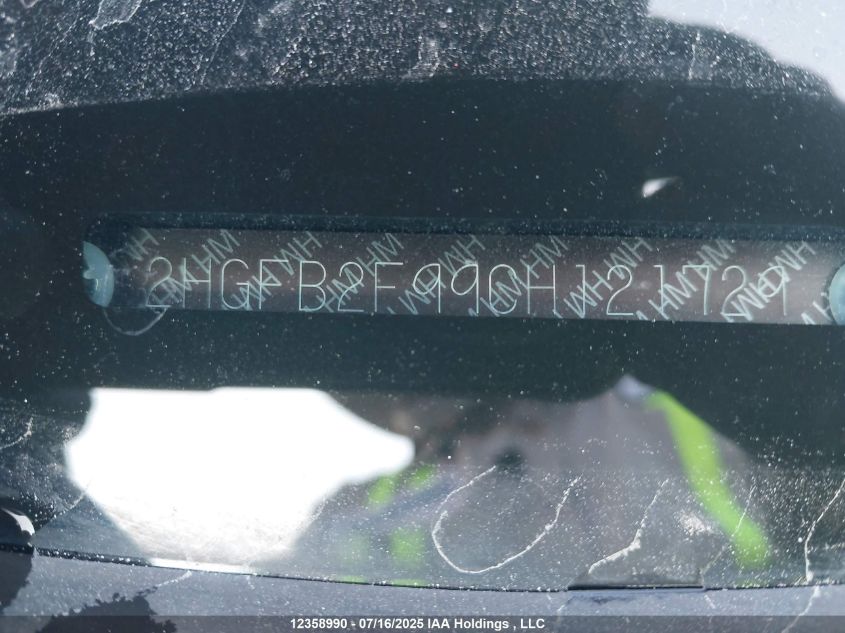 2HGFB2F99CH121729
12358990 - 07/16/2025 IAA Holdings , LLC